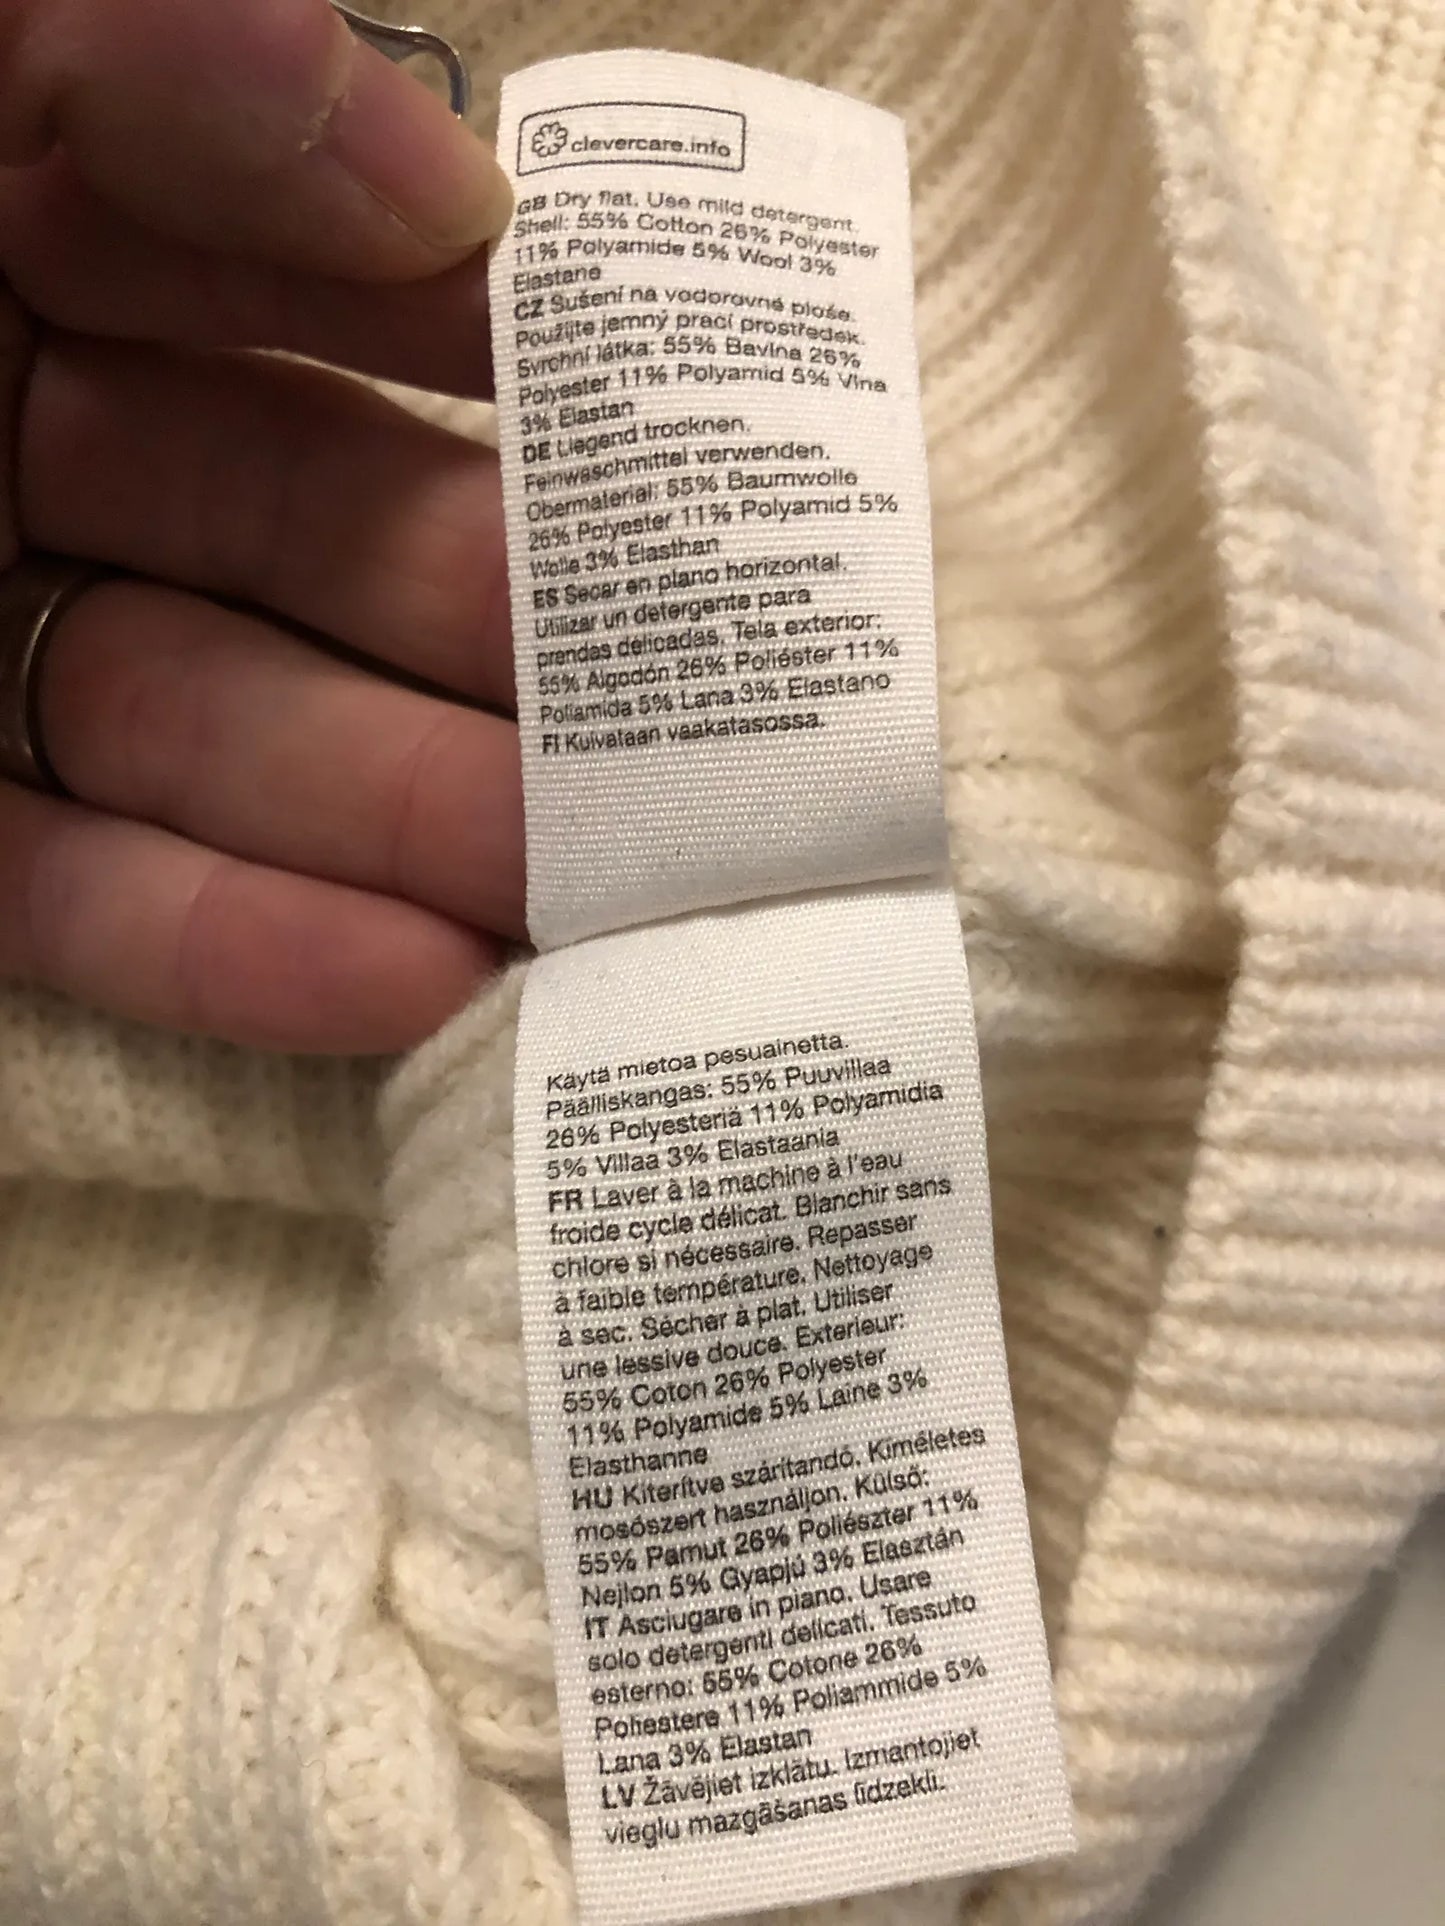 clevercare.info
GB Dry flat. Use mild detergent.
Shell: 55% Cotton 26% Polyester
11% Polyamide 5% Wool 3%
Elastane
CZ Sušení na vodorovné ploše.
Použijte jemný prací prostředek.
Svrchní látka: 55% Bavlna 26%
Polyester 11% Polyamid 5% Vlna
3% Elastan
DE Liegend trocknen.
Feinwaschmittel verwenden.
Obermaterial: 55% Baumwolle
26% Polyester 11% Polyamid 5%
Wolle 3% Elasthan
ES Secar en plano horizontal.
Utilizar un detergente para
prendas delicadas. Tela exterior:
55% Algodón 26% Poliéster 11%
Poliamida 5% Lana 3% Elastano
FI Kuivataan vaakatasossa.
Käytä mietoa pesuainetta.
Päälliskangas: 55% Puuvillaa
26% Polyesteriä 11% Polyamidia
5% Villaa 3% Elastaania
FR Laver à la machine à l'eau
froide cycle délicat. Blanchir sans
chlore si nécessaire. Repasser
à faible température. Nettoyage
à sec. Sécher à plat. Utiliser
une lessive douce. Exterieur:
55% Coton 26% Polyester
11% Polyamide 5% Laine 3%
Elasthanne
HU Kiterítve szárítandó. Kíméletes
mosószert használjon. Külső:
55% Pamut 26% Poliészter 11%
Nejlon 5% Gyapjú 3% Elasztán
IT Asciugare in piano. Usare
solo detergenti delicati. Tessuto
esterno: 55% Cotone 26%
Poliestere 11% Poliammide 5%
Lana 3% Elastan
LV Žāvējiet izklātu. Izmantojiet
vieglu mazgāšanas līdzekli.